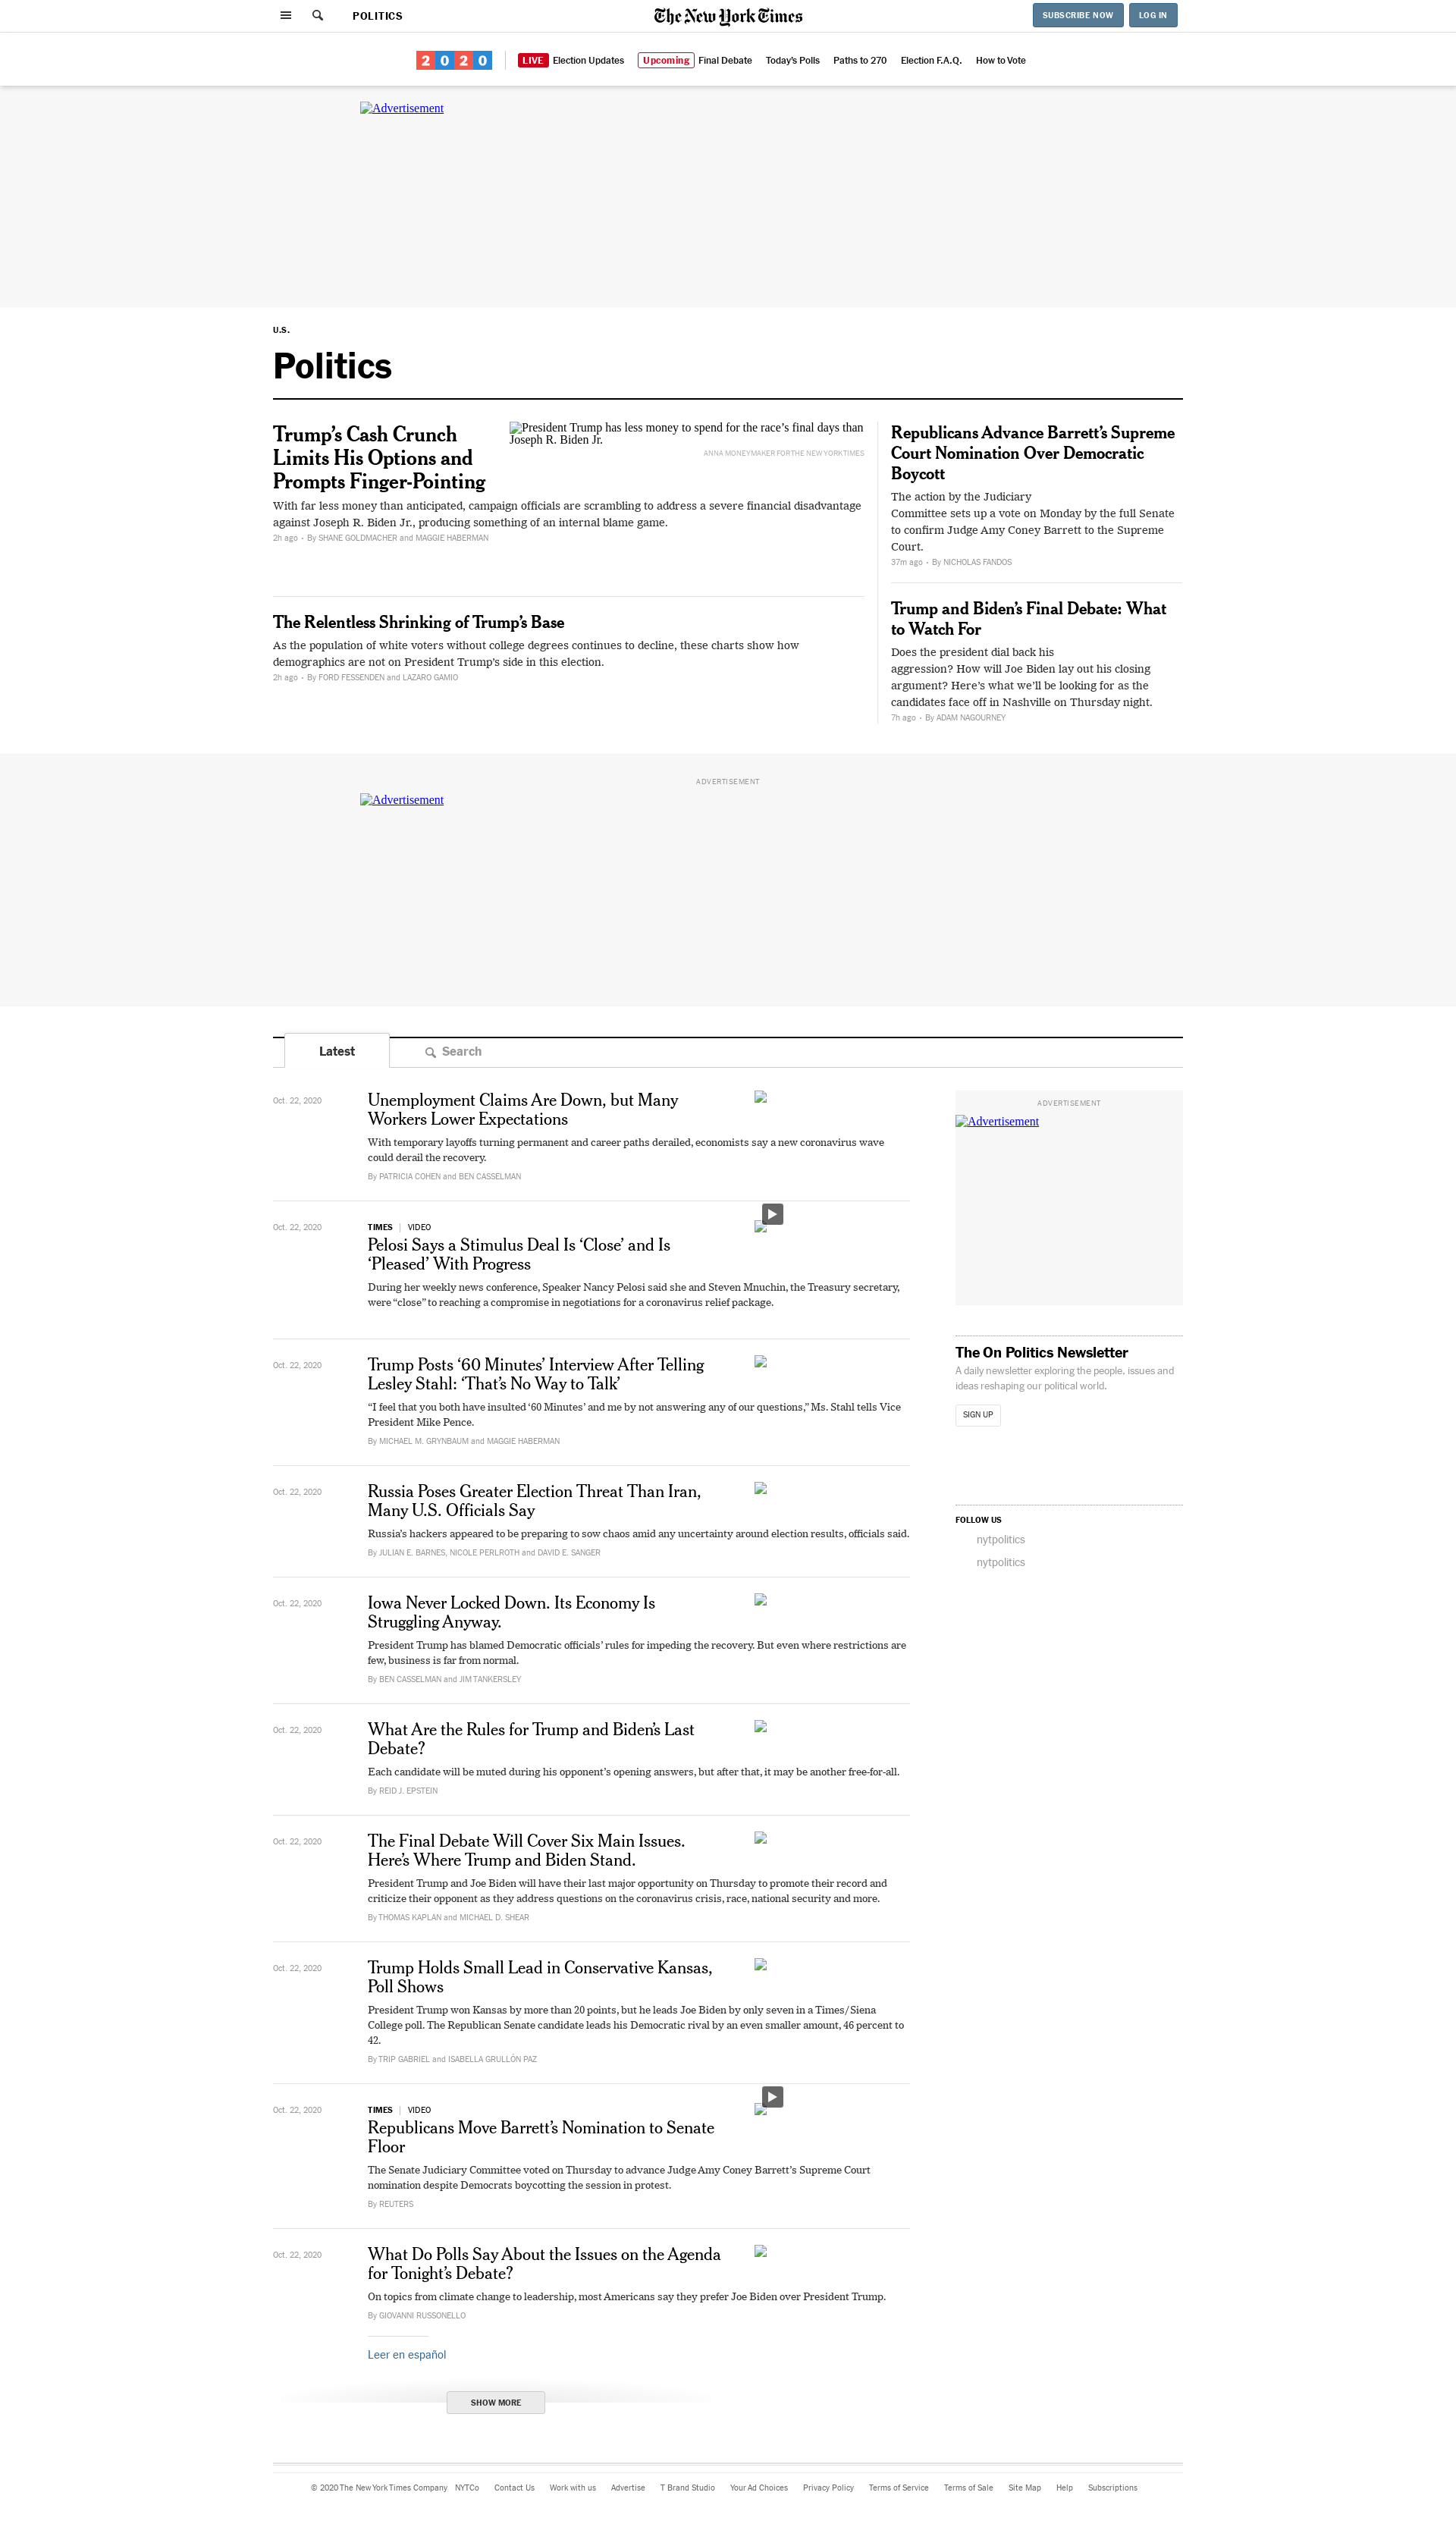 POLITICS
The New York Times
SUBSCRIBE NOW
LOG IN
2020
LIVE Election Updates
Upcoming Final Debate
Today's Polls
Paths to 270
Election F.A.Q.
How to Vote
Advertisement
U.S.
Politics
Trump’s Cash Crunch
Limits His Options and
Prompts Finger-Pointing
President Trump has less money to spend for the race’s final days than
Joseph R. Biden Jr.
ANNA MONEYMAKER FOR THE NEW YORK TIMES
With far less money than anticipated, campaign officials are scrambling to address a severe financial disadvantage
against Joseph R. Biden Jr., producing something of an internal blame game.
2h ago • By SHANE GOLDMACHER and MAGGIE HABERMAN
The Relentless Shrinking of Trump’s Base
As the population of white voters without college degrees continues to decline, these charts show how
demographics are not on President Trump’s side in this election.
2h ago • By FORD FESSENDEN and LAZARO GAMIO
Republicans Advance Barrett’s Supreme
Court Nomination Over Democratic
Boycott
The action by the Judiciary
Committee sets up a vote on Monday by the full Senate
to confirm Judge Amy Coney Barrett to the Supreme
Court.
37m ago • By NICHOLAS FANDOS
Trump and Biden’s Final Debate: What
to Watch For
Does the president dial back his
aggression? How will Joe Biden lay out his closing
argument? Here’s what we’ll be looking for as the
candidates face off in Nashville on Thursday night.
7h ago • By ADAM NAGOURNEY
ADVERTISEMENT
Advertisement
Latest
Search
Oct. 22, 2020
Unemployment Claims Are Down, but Many
Workers Lower Expectations
With temporary layoffs turning permanent and career paths derailed, economists say a new coronavirus wave
could derail the recovery.
By PATRICIA COHEN and BEN CASSELMAN
Oct. 22, 2020
TIMES | VIDEO
Pelosi Says a Stimulus Deal Is ‘Close’ and Is
‘Pleased’ With Progress
During her weekly news conference, Speaker Nancy Pelosi said she and Steven Mnuchin, the Treasury secretary,
were “close” to reaching a compromise in negotiations for a coronavirus relief package.
Oct. 22, 2020
Trump Posts ‘60 Minutes’ Interview After Telling
Lesley Stahl: ‘That’s No Way to Talk’
“I feel that you both have insulted ‘60 Minutes’ and me by not answering any of our questions,” Ms. Stahl tells Vice
President Mike Pence.
By MICHAEL M. GRYNBAUM and MAGGIE HABERMAN
Oct. 22, 2020
Russia Poses Greater Election Threat Than Iran,
Many U.S. Officials Say
Russia’s hackers appeared to be preparing to sow chaos amid any uncertainty around election results, officials said.
By JULIAN E. BARNES, NICOLE PERLROTH and DAVID E. SANGER
Oct. 22, 2020
Iowa Never Locked Down. Its Economy Is
Struggling Anyway.
President Trump has blamed Democratic officials’ rules for impeding the recovery. But even where restrictions are
few, business is far from normal.
By BEN CASSELMAN and JIM TANKERSLEY
Oct. 22, 2020
What Are the Rules for Trump and Biden’s Last
Debate?
Each candidate will be muted during his opponent’s opening answers, but after that, it may be another free-for-all.
By REID J. EPSTEIN
Oct. 22, 2020
The Final Debate Will Cover Six Main Issues.
Here’s Where Trump and Biden Stand.
President Trump and Joe Biden will have their last major opportunity on Thursday to promote their record and
criticize their opponent as they address questions on the coronavirus crisis, race, national security and more.
By THOMAS KAPLAN and MICHAEL D. SHEAR
Oct. 22, 2020
Trump Holds Small Lead in Conservative Kansas,
Poll Shows
President Trump won Kansas by more than 20 points, but he leads Joe Biden by only seven in a Times/Siena
College poll. The Republican Senate candidate leads his Democratic rival by an even smaller amount, 46 percent to
42.
By TRIP GABRIEL and ISABELLA GRULLÓN PAZ
Oct. 22, 2020
TIMES | VIDEO
Republicans Move Barrett’s Nomination to Senate
Floor
The Senate Judiciary Committee voted on Thursday to advance Judge Amy Coney Barrett’s Supreme Court
nomination despite Democrats boycotting the session in protest.
By REUTERS
Oct. 22, 2020
What Do Polls Say About the Issues on the Agenda
for Tonight’s Debate?
On topics from climate change to leadership, most Americans say they prefer Joe Biden over President Trump.
By GIOVANNI RUSSONELLO
Leer en español
SHOW MORE
ADVERTISEMENT
Advertisement
The On Politics Newsletter
A daily newsletter exploring the people, issues and
ideas reshaping our political world.
SIGN UP
FOLLOW US
nytpolitics
nytpolitics
© 2020 The New York Times Company NYTCo Contact Us Work with us Advertise T Brand Studio Your Ad Choices Privacy Policy Terms of Service Terms of Sale Site Map Help Subscriptions